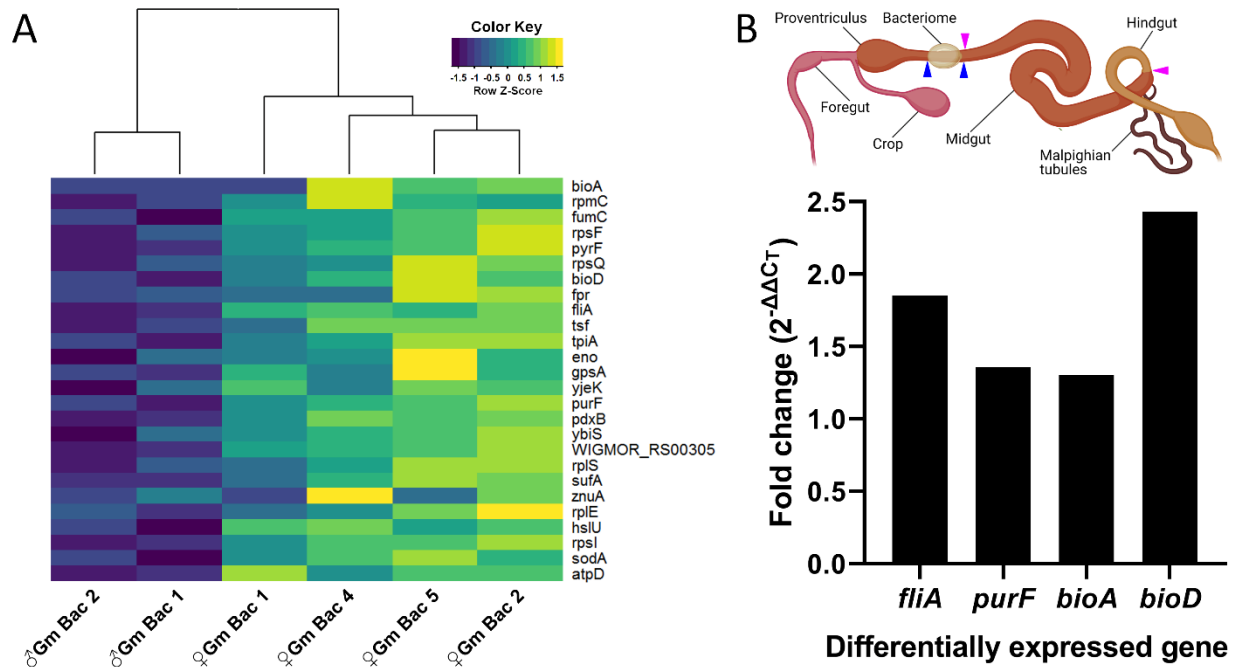 A
Color Key
-1.5 -0.5 0.5 1.5
Row Z-Score
bioA
rpmC
fumC
rpsF
pyrF
rpsQ
bioD
fpr
fliA
tsf
tpiA
eno
gpsA
yjeK
purF
pdxB
ybiS
WIGMOR_RS00305
rplS
sufA
znuA
rplE
hslU
rpsI
sodA
atpD
♂Gm Bac 2
♂Gm Bac 1
♀Gm Bac 1
♀Gm Bac 4
♀Gm Bac 5
♀Gm Bac 2
B
Proventriculus
Bacteriome
Hindgut
Foregut
Crop
Midgut
Malpighian
tubules
Fold change (2^-ΔΔCT)
2.5
2.0
1.5
1.0
0.5
0.0
fliA purF bioA bioD
Differentially expressed gene